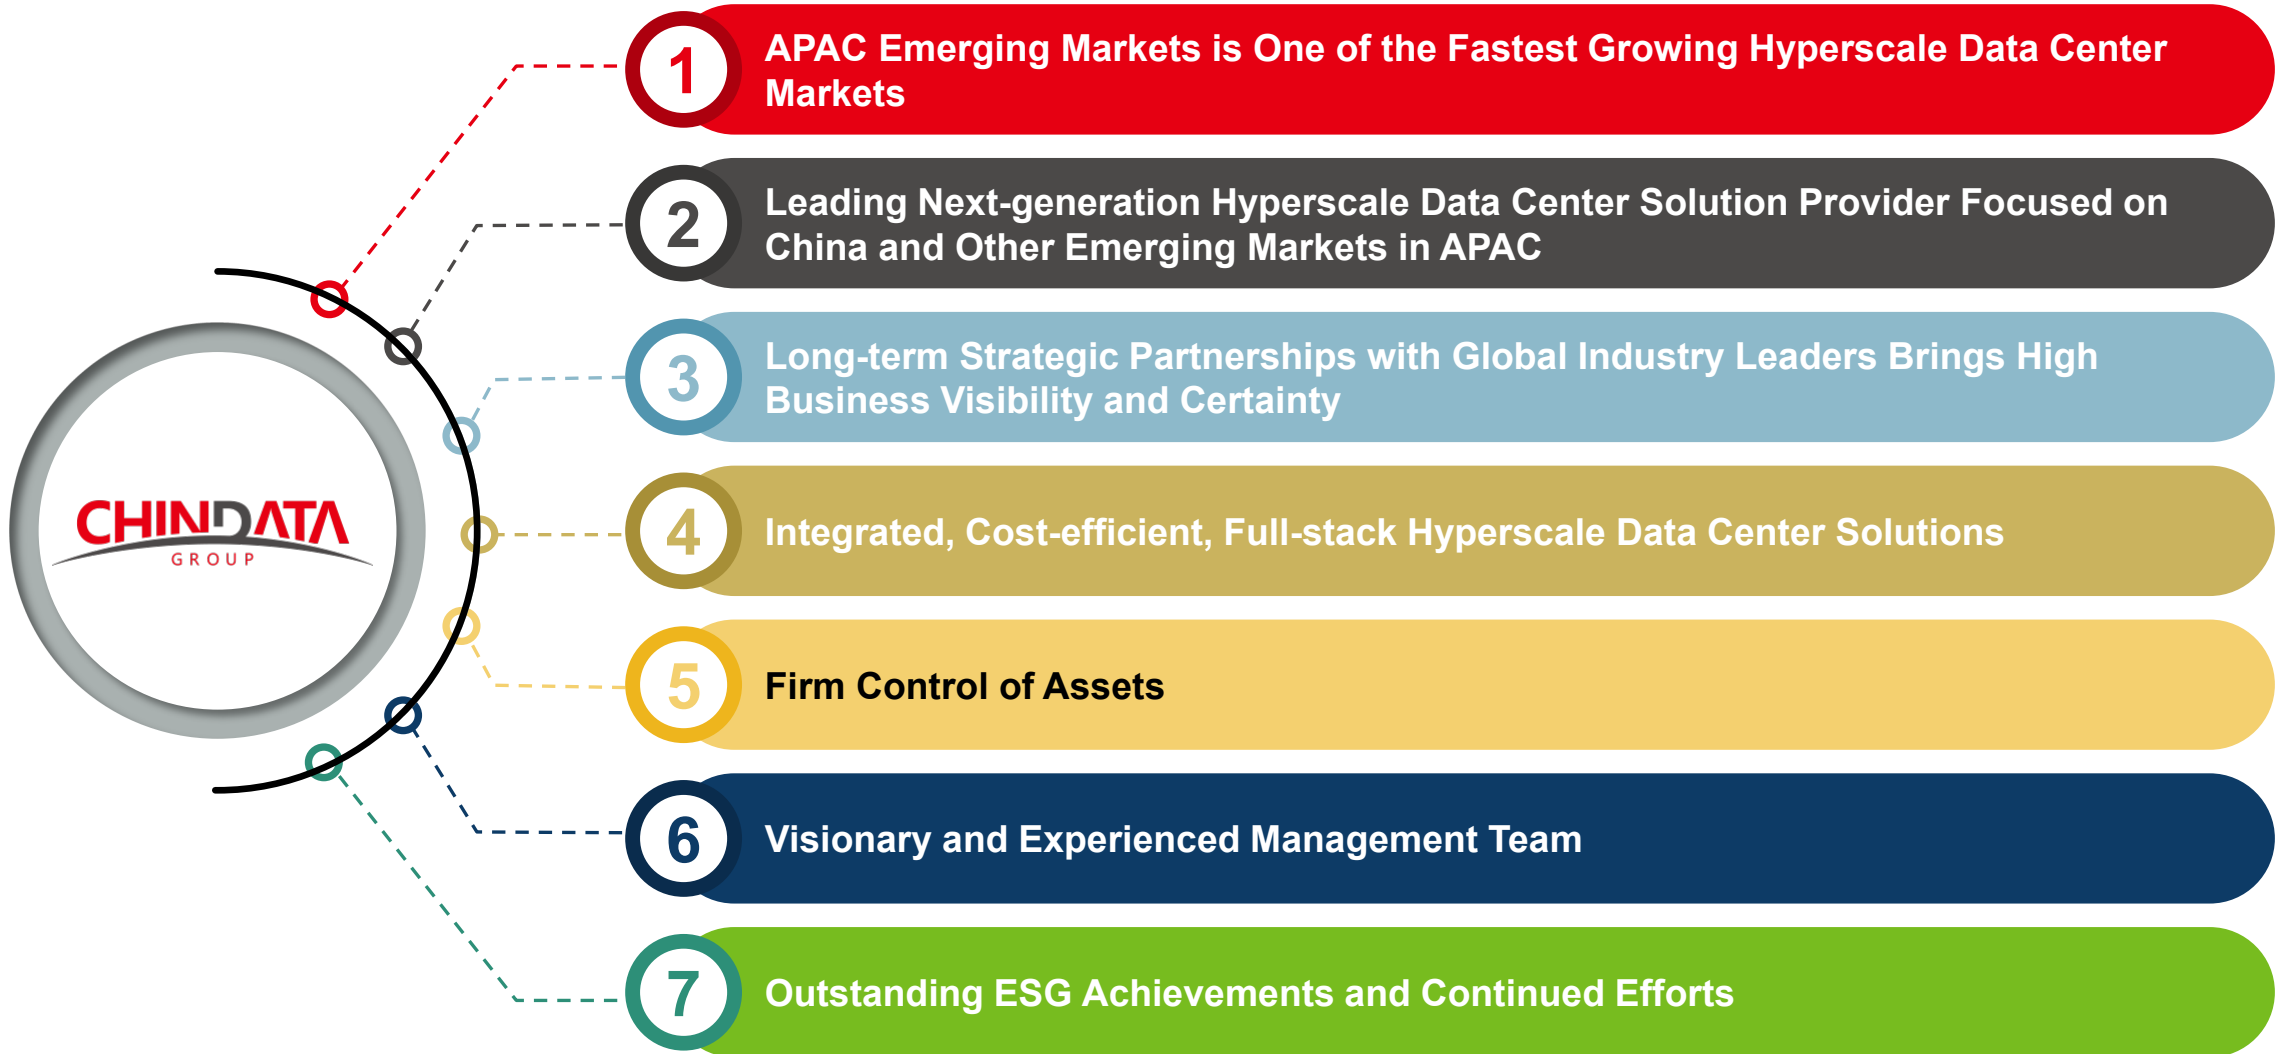 CHINDATA
GROUP
1
APAC Emerging Markets is One of the Fastest Growing Hyperscale Data Center
Markets
2
Leading Next-generation Hyperscale Data Center Solution Provider Focused on
China and Other Emerging Markets in APAC
3
Long-term Strategic Partnerships with Global Industry Leaders Brings High
Business Visibility and Certainty
4
Integrated, Cost-efficient, Full-stack Hyperscale Data Center Solutions
5
Firm Control of Assets
6
Visionary and Experienced Management Team
7
Outstanding ESG Achievements and Continued Efforts